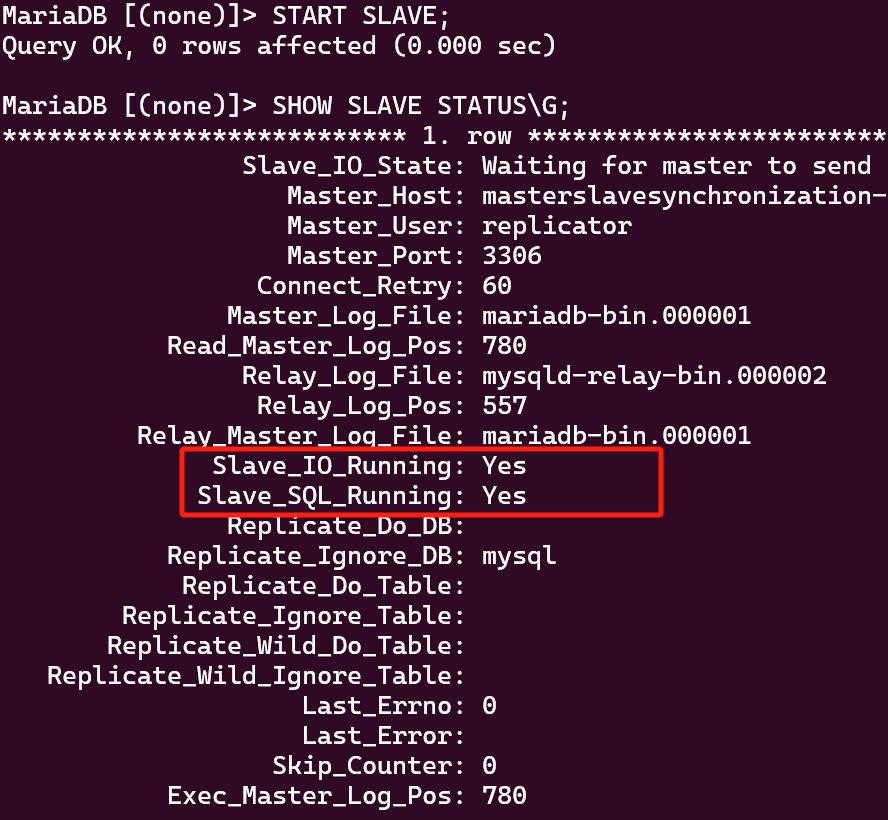 MariaDB [(none)]> START SLAVE;
Query OK, 0 rows affected (0.000 sec)
MariaDB [(none)]> SHOW SLAVE STATUS\G;
*************************** 1. row ************************
Slave_IO_State: Waiting for master to send
Master_Host: masterslavesynchronization-
Master_User: replicator
Master_Port: 3306
Connect_Retry: 60
Master_Log_File: mariadb-bin.000001
Read_Master_Log_Pos: 780
Relay_Log_File: mysqld-relay-bin.000002
Relay_Log_Pos: 557
Relay_Master_Log_File: mariadb-bin.000001
Slave_IO_Running: Yes
Slave_SQL_Running: Yes
Replicate_Do_DB:
Replicate_Ignore_DB: mysql
Replicate_Do_Table:
Replicate_Ignore_Table:
Replicate_Wild_Do_Table:
Replicate_Wild_Ignore_Table:
Last_Errno: 0
Last_Error:
Skip_Counter: 0
Exec_Master_Log_Pos: 780